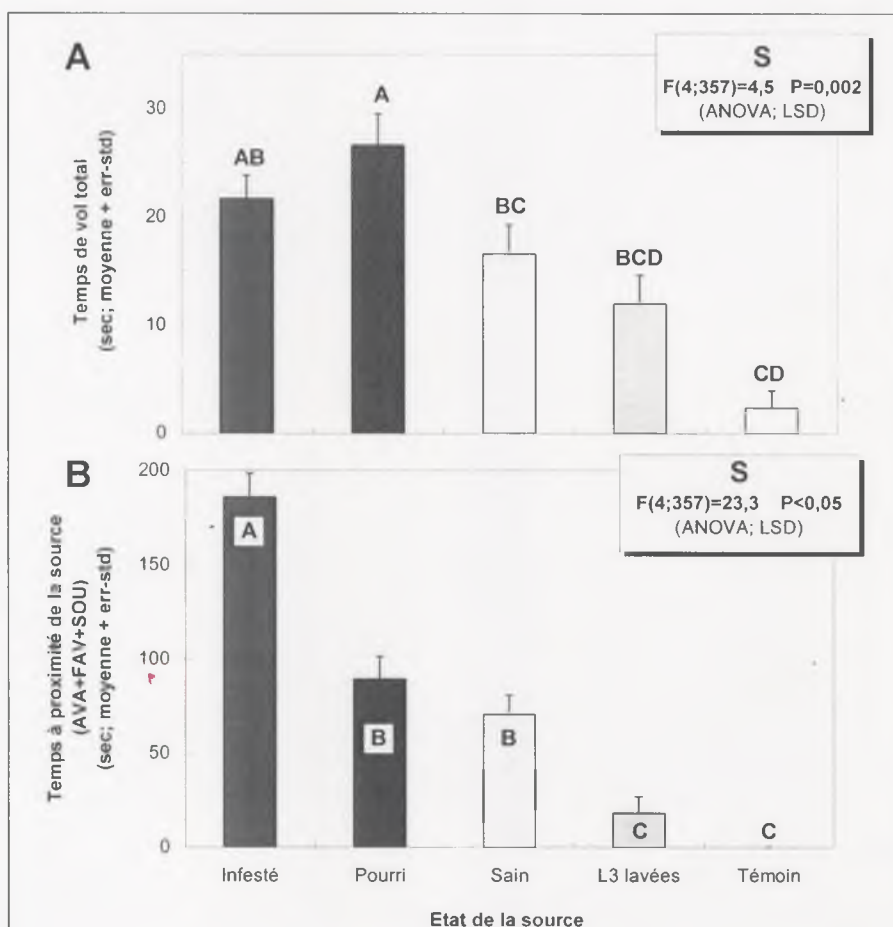 A
S
F(4;357)=4,5 P=0,002
(ANOVA; LSD)
Temps de vol total
(sec; moyenne + err-std)
30
20
10
0
AB
A
BC
BCD
CD
B
S
F(4;357)=23,3 P<0,05
(ANOVA; LSD)
Temps à proximité de la source
(AVA+FAV+SOU)
(sec; moyenne + err-std)
200
150
100
50
0
A
B
B
C
C
Infesté Pourri Sain L3 lavées Témoin
Etat de la source